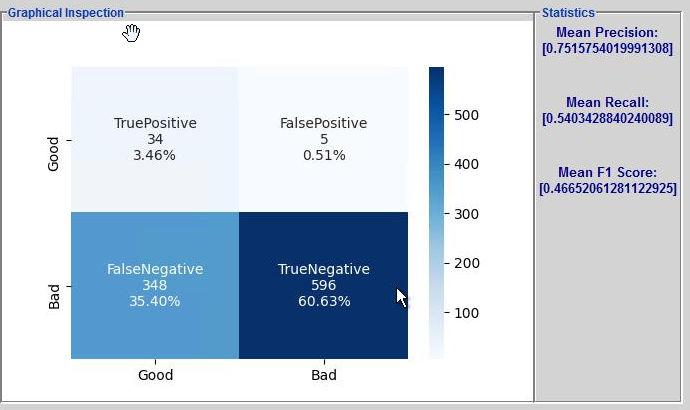 Graphical Inspection
Statistics
Mean Precision:
[0.7515754019991308]
Mean Recall:
[0.5403428840240089]
Mean F1 Score:
[0.46652061281122925]
Good
TruePositive
34
3.46%
FalsePositive
5
0.51%
Bad
FalseNegative
348
35.40%
TrueNegative
596
60.63%
Good
Bad
500
400
300
200
100